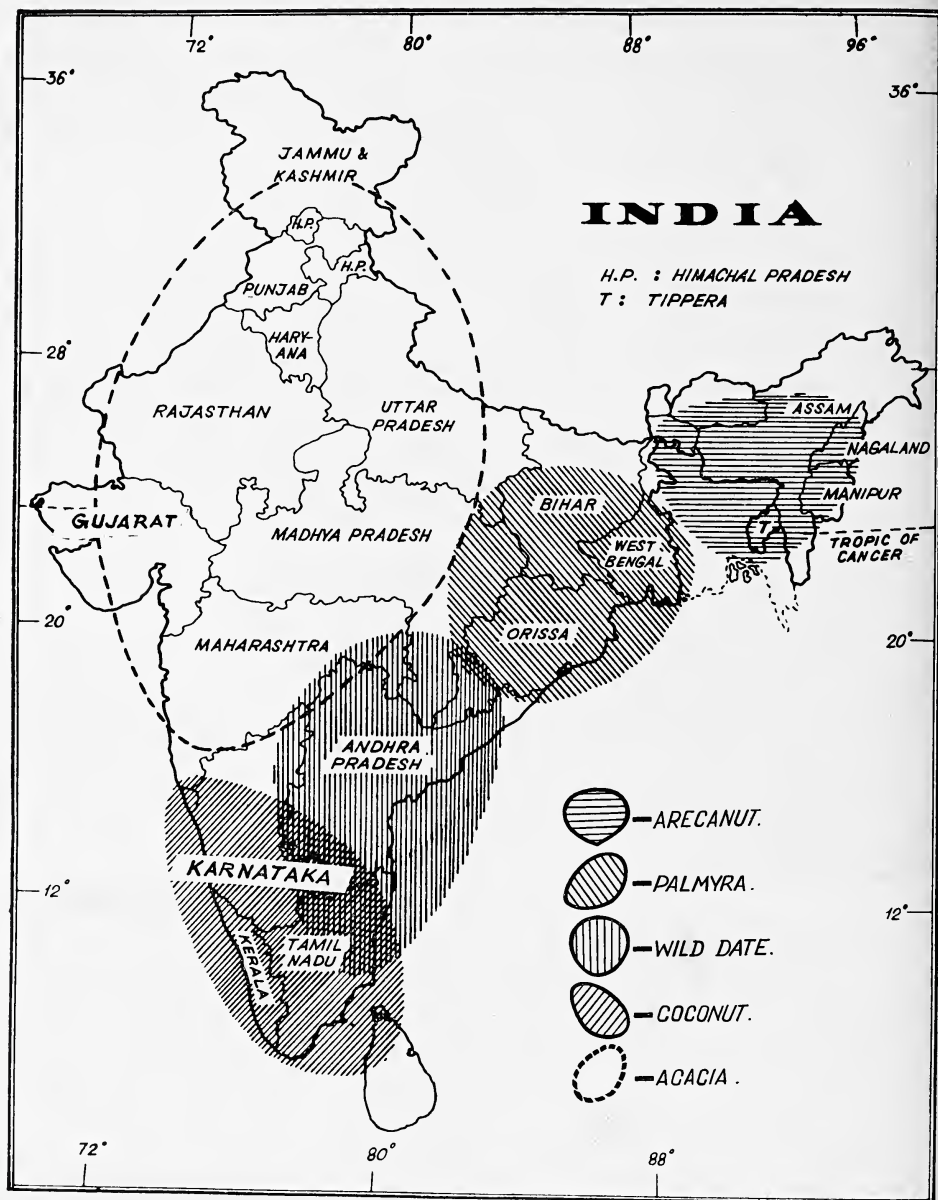 72°
80°
88°
96°
36°
36°
JAMMU &
KASHMIR
INDIA
H.P.
H.P.
H.P. : HIMACHAL PRADESH
T : TIPPERA
PUNJAB
HARY-
ANA
28°
RAJASTHAN
UTTAR
PRADESH
ASSAM
NAGALAND
MANIPUR
GUJARAT
BIHAR
MADHYA PRADESH
WEST
BENGAL
T
TROPIC OF
CANCER
20°
20°
MAHARASHTRA
ORISSA
ANDHRA
PRADESH
KARNATAKA
12°
12°
KERALA
TAMIL
NADU
ARECANUT.
PALMYRA.
WILD DATE.
COCONUT.
ACACIA.
72°
80°
88°